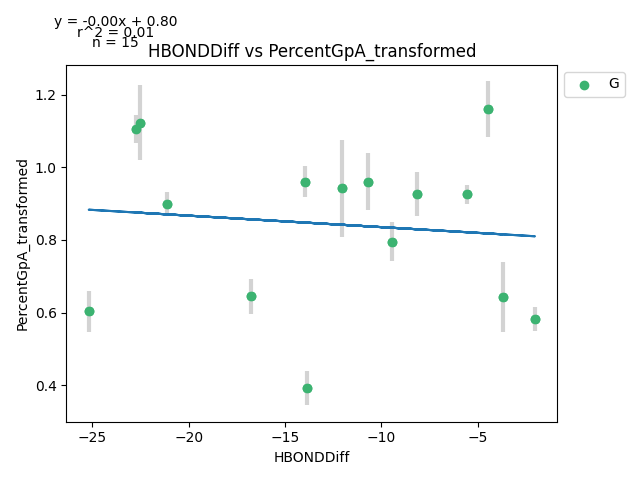 y = -0.00x + 0.80
r^2 = 0.01
n = 15
HBONDDiff vs PercentGpA_transformed
G
PercentGpA_transformed
1.2
1.0
0.8
0.6
0.4
−25
−20
−15
−10
−5
HBONDDiff